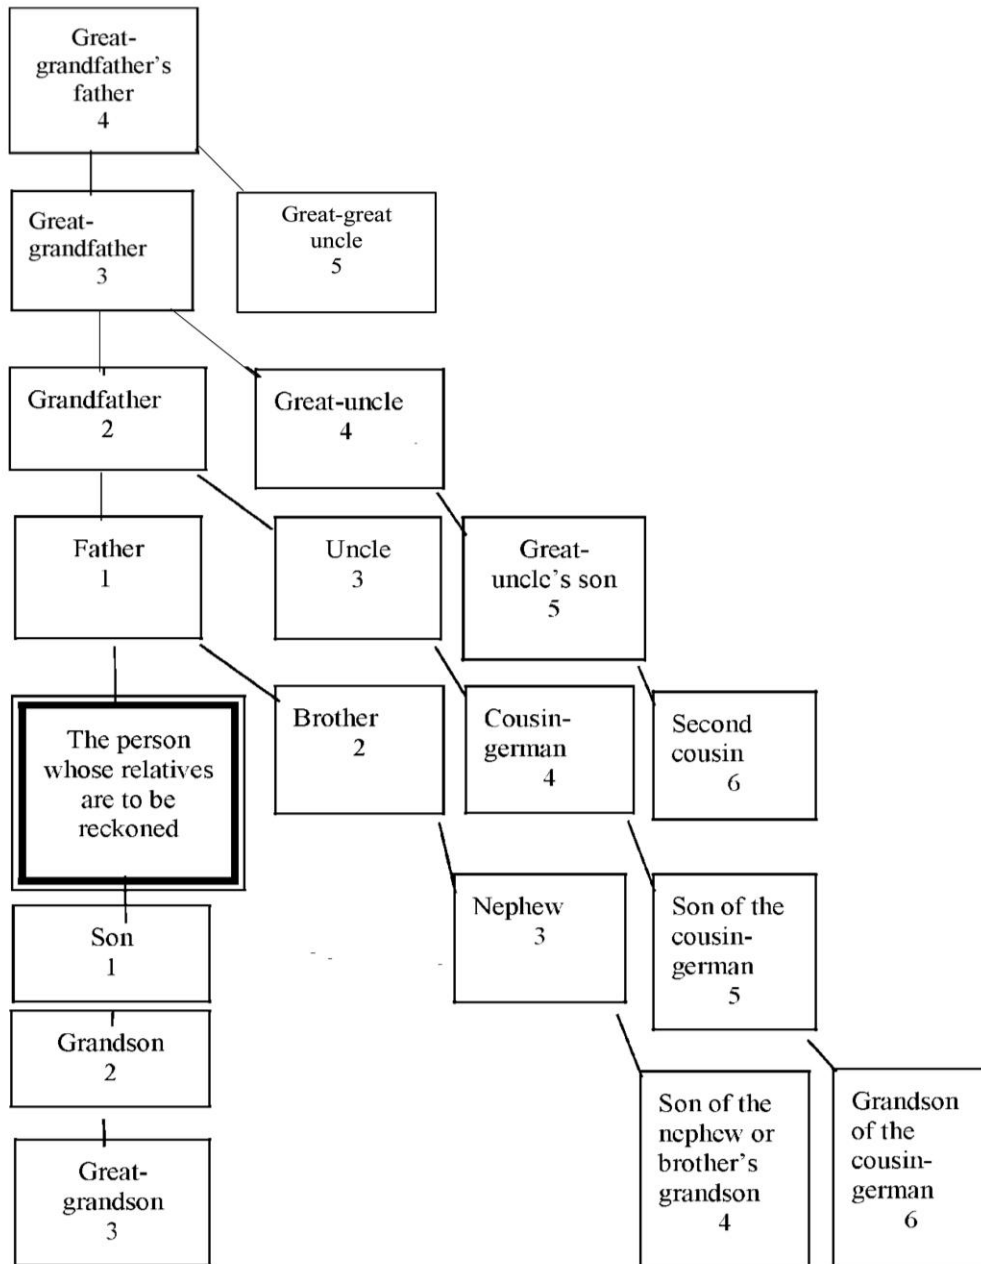 Great-
grandfather's
father
4
Great-
grandfather
3
Great-great
uncle
5
Grandfather
2
Great-uncle
4
Father
1
Uncle
3
Great-
uncle's son
5
The person
whose relatives
are to be
reckoned
Brother
2
Cousin-
german
4
Second
cousin
6
Son
1
Nephew
3
Son of the
cousin-
german
5
Grandson
2
Son of the
nephew or
brother's
grandson
4
Grandson
of the
cousin-
german
6
Great-
grandson
3